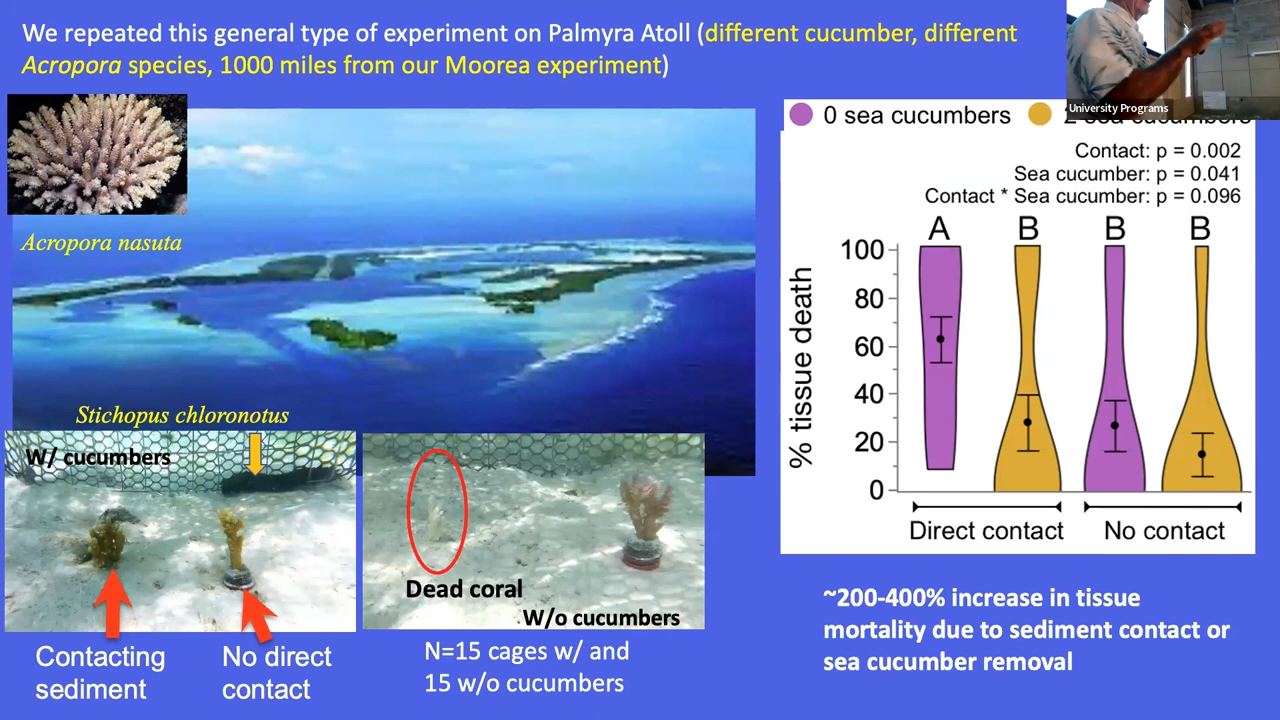 We repeated this general type of experiment on Palmyra Atoll (different cucumber, different
Acropora species, 1000 miles from our Moorea experiment)
University Programs
Acropora nasuta
Stichopus chloronotus
W/ cucumbers
Dead coral
W/o cucumbers
Contacting
sediment
No direct
contact
N=15 cages w/ and
15 w/o cucumbers
0 sea cucumbers
sea cucumbers
Contact: p = 0.002
Sea cucumber: p = 0.041
Contact * Sea cucumber: p = 0.096
A B B B
% tissue death
100
80
60
40
20
0
Direct contact
No contact
~200-400% increase in tissue
mortality due to sediment contact or
sea cucumber removal